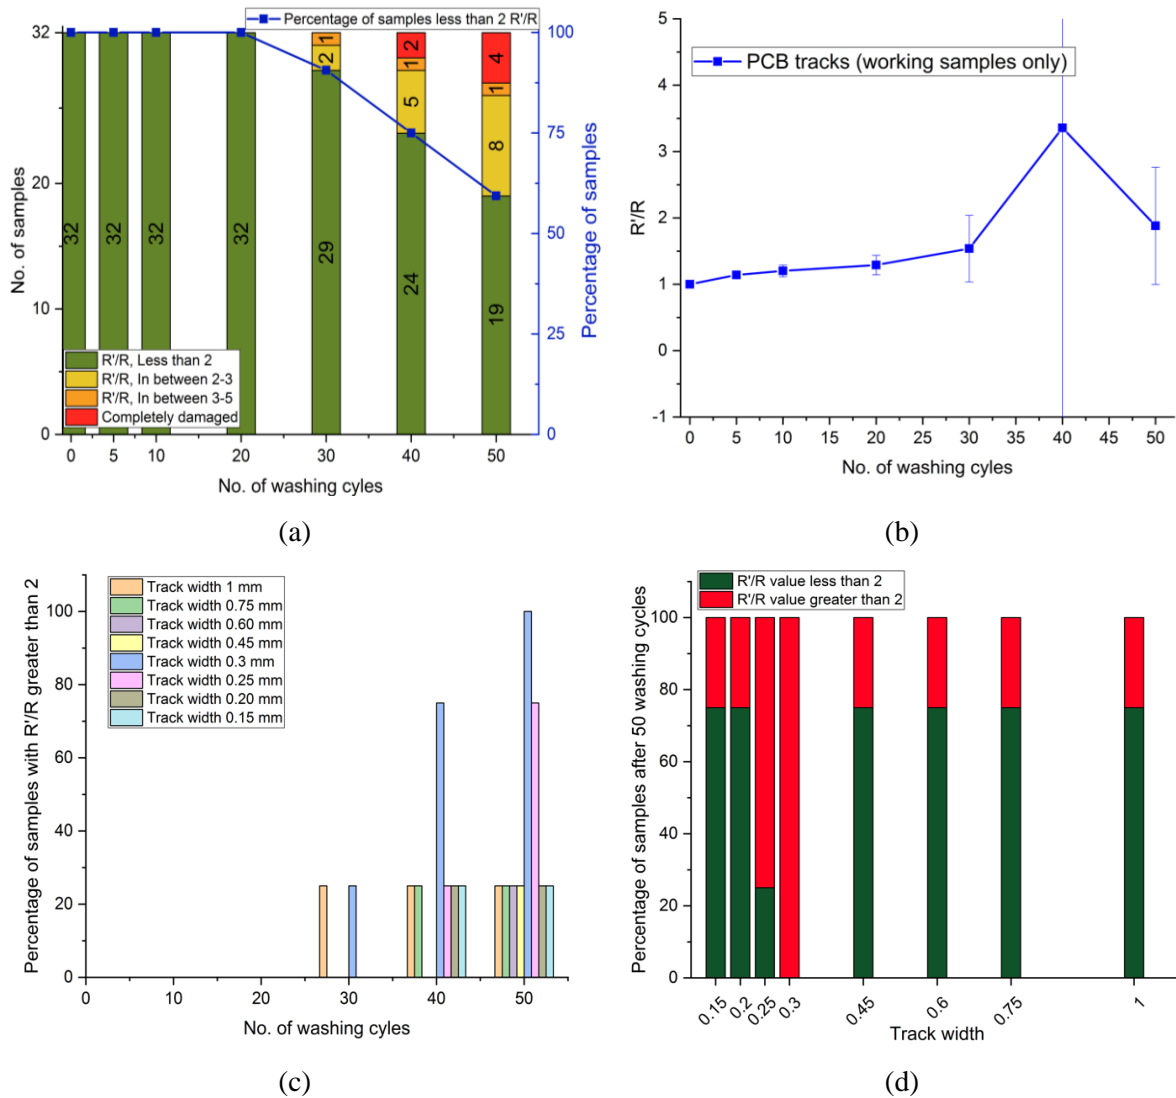 Percentage of samples less than 2 R'/R
32
20
10
0
No. of samples
32
32
32
32
29
2
1
24
5
1
2
19
8
1
4
100
75
50
25
0
Percentage of samples
R'/R, Less than 2
R'/R, In between 2-3
R'/R, In between 3-5
Completely damaged
0 5 10 20 30 40 50
No. of washing cyles
(a)
PCB tracks (working samples only)
5
4
3
2
1
0
-1
R'/R
0 5 10 15 20 25 30 35 40 45 50
No. of washing cyles
(b)
Track width 1 mm
Track width 0.75 mm
Track width 0.60 mm
Track width 0.45 mm
Track width 0.3 mm
Track width 0.25 mm
Track width 0.20 mm
Track width 0.15 mm
100
80
60
40
20
0
Percentage of samples with R'/R greater than 2
0 10 20 30 40 50
No. of washing cyles
(c)
R'/R value less than 2
R'/R value greater than 2
100
80
60
40
20
0
Percentage of samples after 50 washing cycles
0.15 0.2 0.25 0.3 0.45 0.6 0.75 1
Track width
(d)